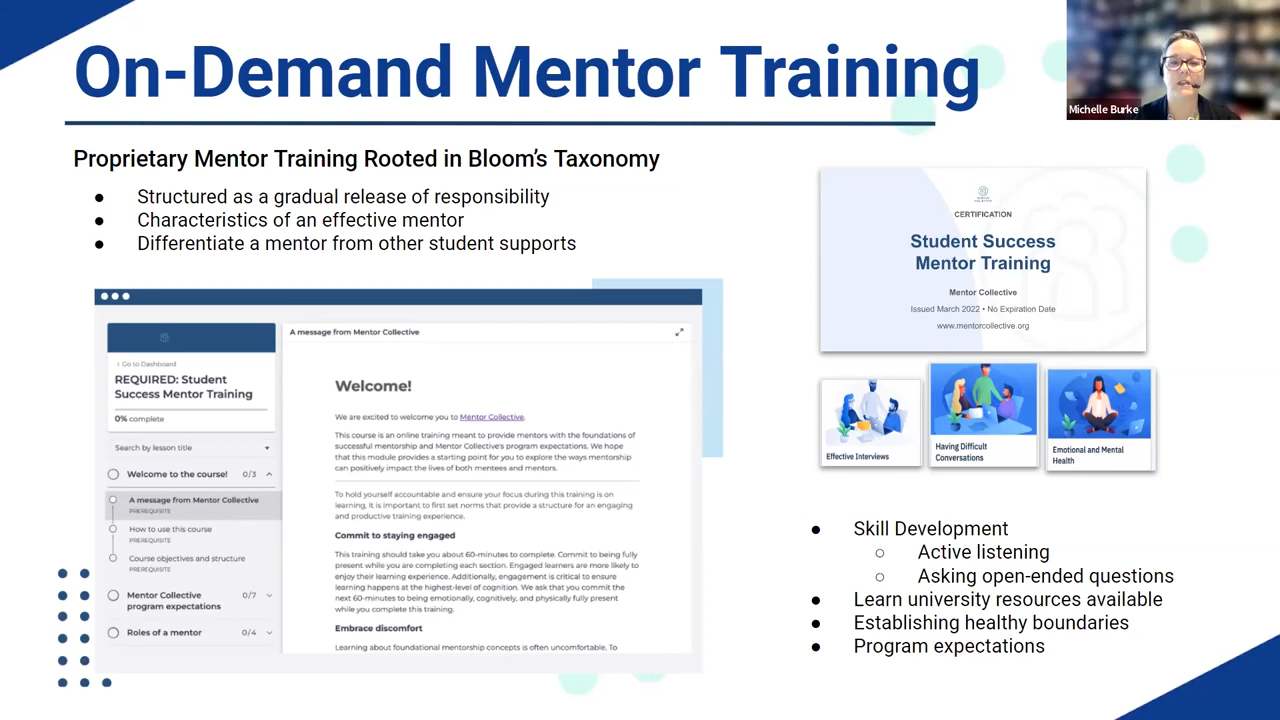 On-Demand Mentor Training
Michelle Burke
Proprietary Mentor Training Rooted in Bloom's Taxonomy
● Structured as a gradual release of responsibility
● Characteristics of an effective mentor
● Differentiate a mentor from other student supports
‹ Go to Dashboard
REQUIRED: Student
Success Mentor Training
0% complete
Search by lesson title
Welcome to the course! 0/3
A message from Mentor Collective
PREREQUISITE
How to use this course
PREREQUISITE
Course objectives and structure
PREREQUISITE
Mentor Collective
program expectations 0/7
Roles of a mentor 0/4
A message from Mentor Collective
Welcome!
We are excited to welcome you to Mentor Collective.
This course is an online training meant to provide mentors with the foundations of
successful mentorship and Mentor Collective's program expectations. We hope
that this module provides a starting point for you to explore the ways mentorship
can positively impact the lives of both mentees and mentors.
To hold yourself accountable and ensure your focus during this training is on
learning, it is important to first set norms that provide a structure for an engaging
and productive training experience.
Commit to staying engaged
This training should take you about 60-minutes to complete. Commit to being fully
present while you are completing each section. Engaged learners are more likely to
enjoy their learning experience. Additionally, engagement is critical to ensure
learning happens at the highest-level of cognition. We ask that you commit the
next 60-minutes to being emotionally, cognitively, and physically fully present
while you complete this training.
Embrace discomfort
Learning about foundational mentorship concepts is often uncomfortable. To
MENTOR
COLLECTIVE
CERTIFICATION
Student Success
Mentor Training
Mentor Collective
Issued March 2022 • No Expiration Date
www.mentorcollective.org
Effective Interviews
Having Difficult
Conversations
Emotional and Mental
Health
● Skill Development
○ Active listening
○ Asking open-ended questions
● Learn university resources available
● Establishing healthy boundaries
● Program expectations